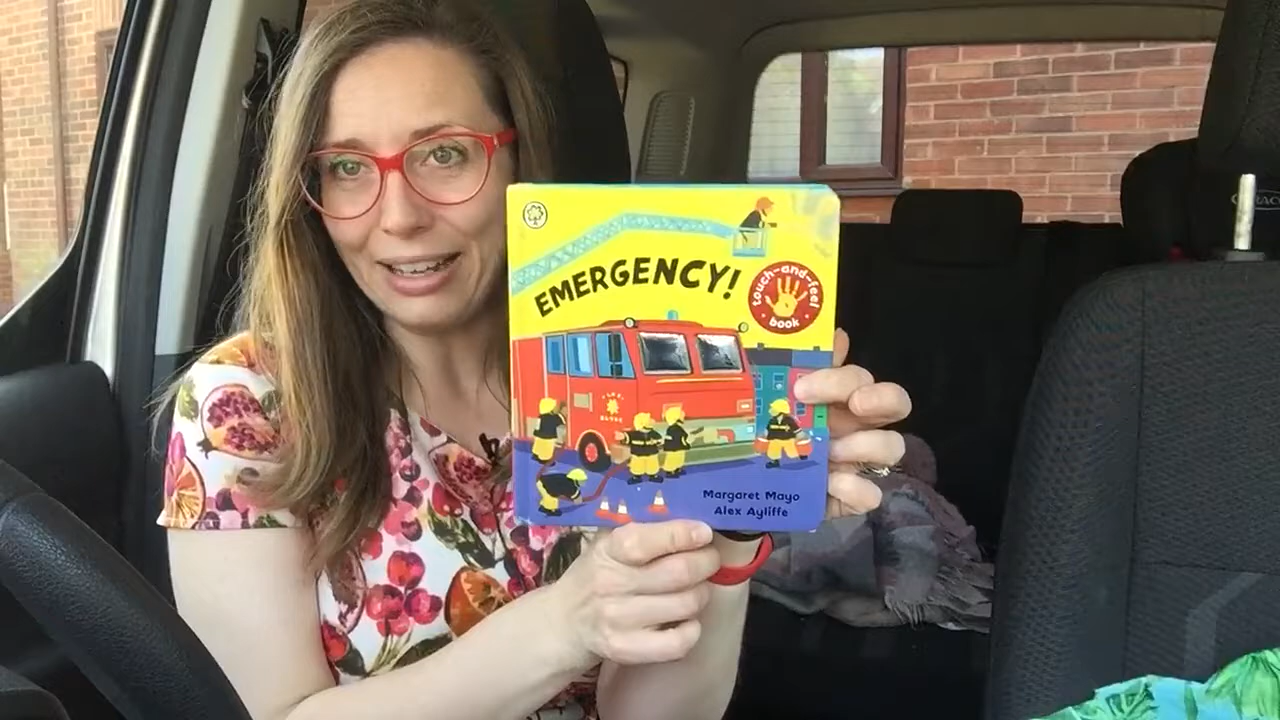 EMERGENCY!
touch-and-feel
book
Margaret Mayo
Alex Ayliffe